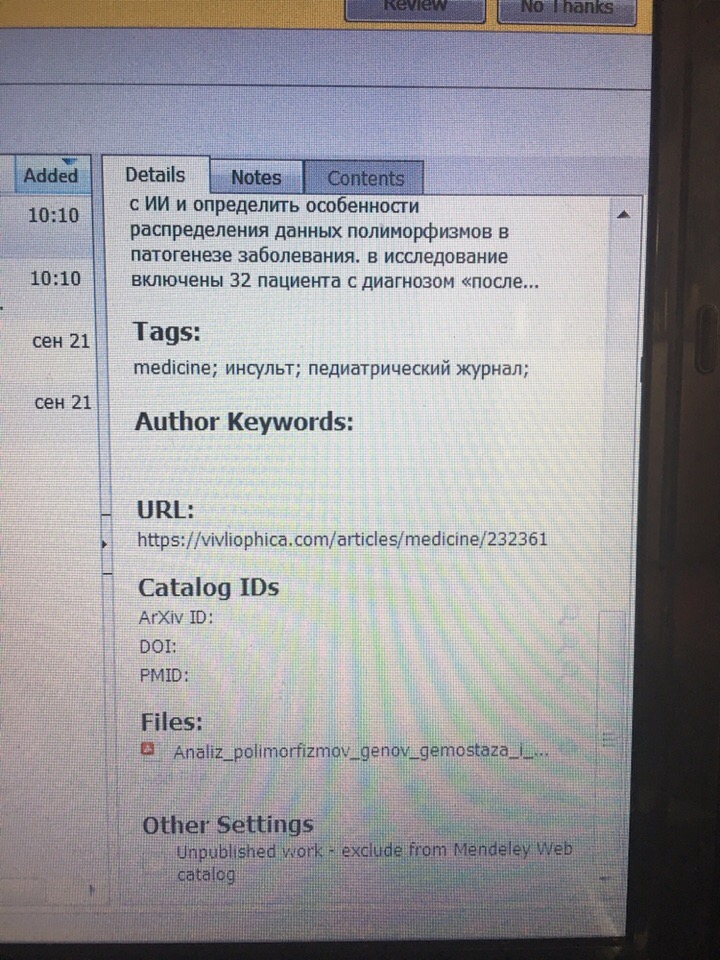 Review
No Thanks
Added
Details
Notes
Contents
10:10
10:10
сен 21
сен 21
с ИИ и определить особенности
распределения данных полиморфизмов в
патогенезе заболевания. в исследование
включены 32 пациента с диагнозом «после...
Tags:
medicine; инсульт; педиатрический журнал;
Author Keywords:
URL:
https://vivliophica.com/articles/medicine/232361
Catalog IDs
ArXiv ID:
DOI:
PMID:
Files:
Analiz_polimorfizmov_genov_gemostaza_i_...
Other Settings
Unpublished work - exclude from Mendeley Web
catalog